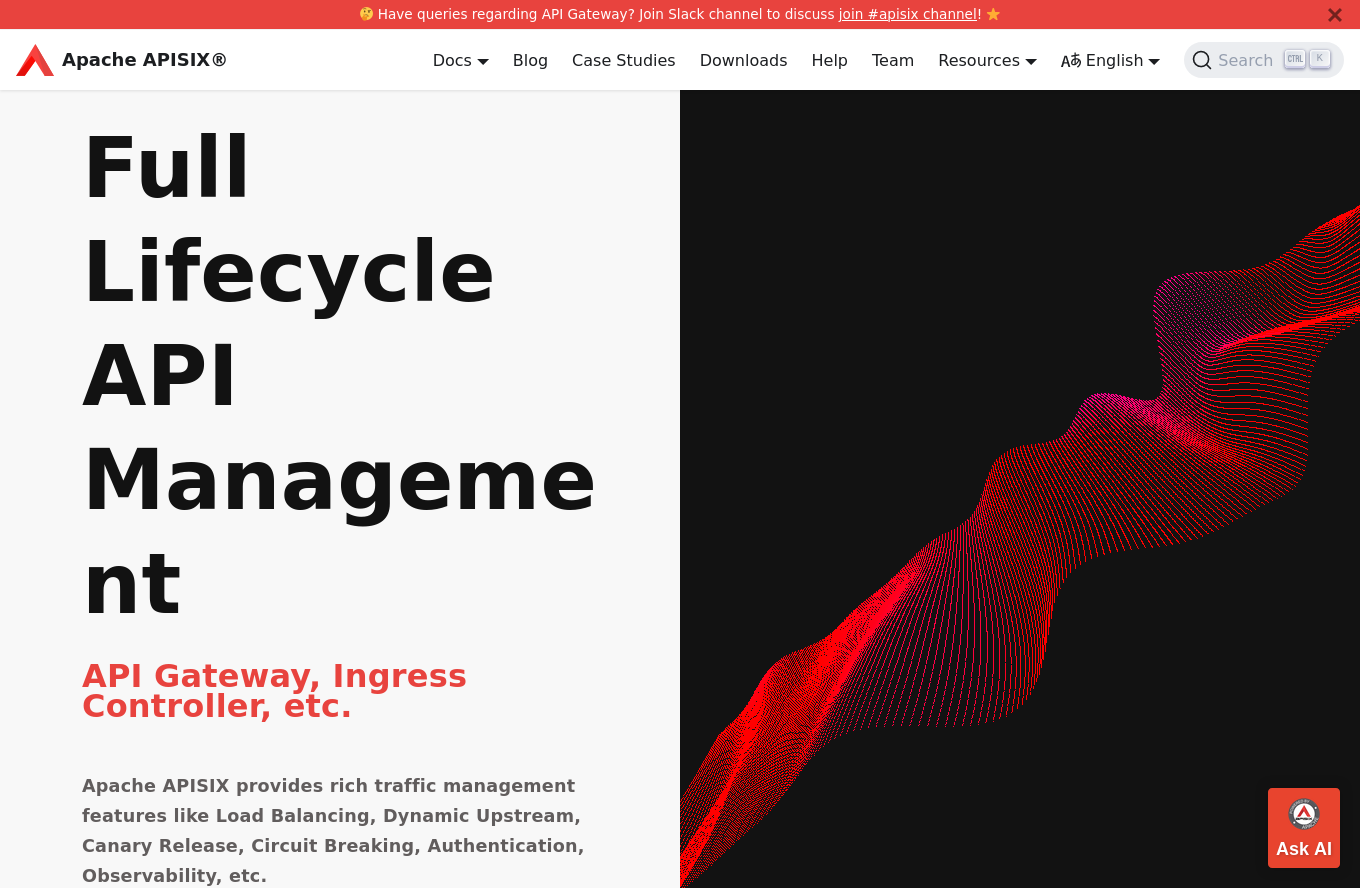 🤔 Have queries regarding API Gateway? Join Slack channel to discuss join #apisix channel! ⭐
Apache APISIX®
Docs
Blog
Case Studies
Downloads
Help
Team
Resources
English
Search
CTRL
K
Full
Lifecycle
API
Manageme
nt
API Gateway, Ingress
Controller, etc.
Apache APISIX provides rich traffic management
features like Load Balancing, Dynamic Upstream,
Canary Release, Circuit Breaking, Authentication,
Observability, etc.
Ask AI